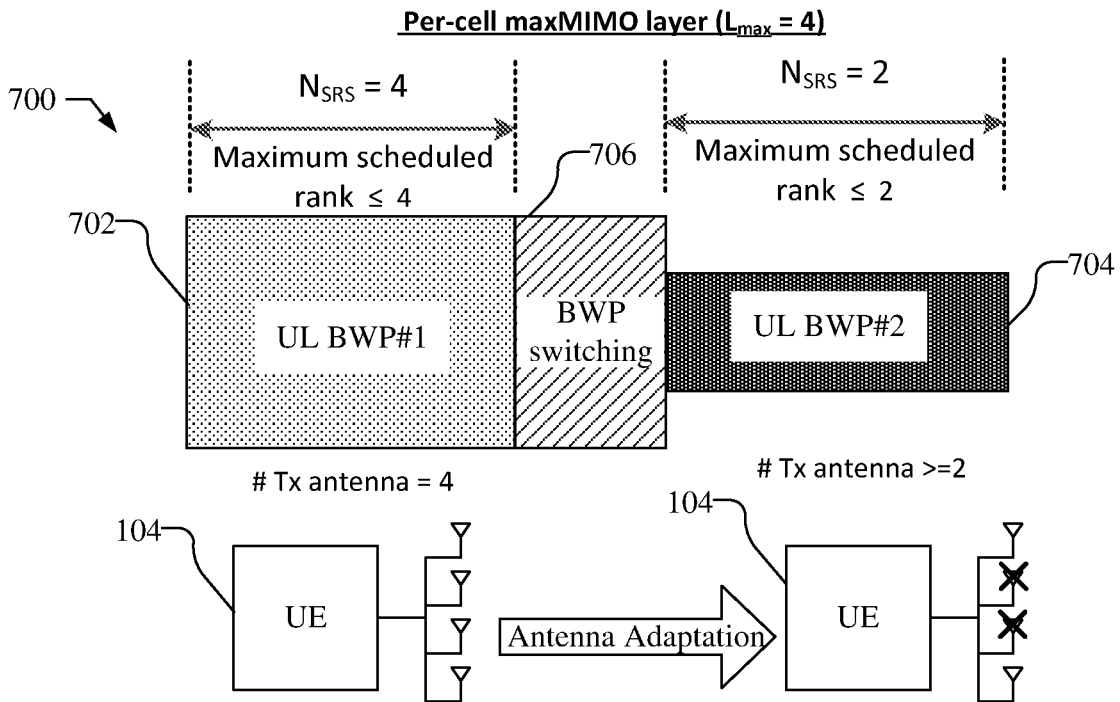 Per-cell maxMIMO layer (Lmax = 4)
NSRS = 4
NSRS = 2
700
Maximum scheduled
rank ≤ 4
706
Maximum scheduled
rank ≤ 2
702
704
UL BWP#1
BWP
switching
UL BWP#2
# Tx antenna = 4
# Tx antenna >=2
104
104
UE
Antenna Adaptation
UE